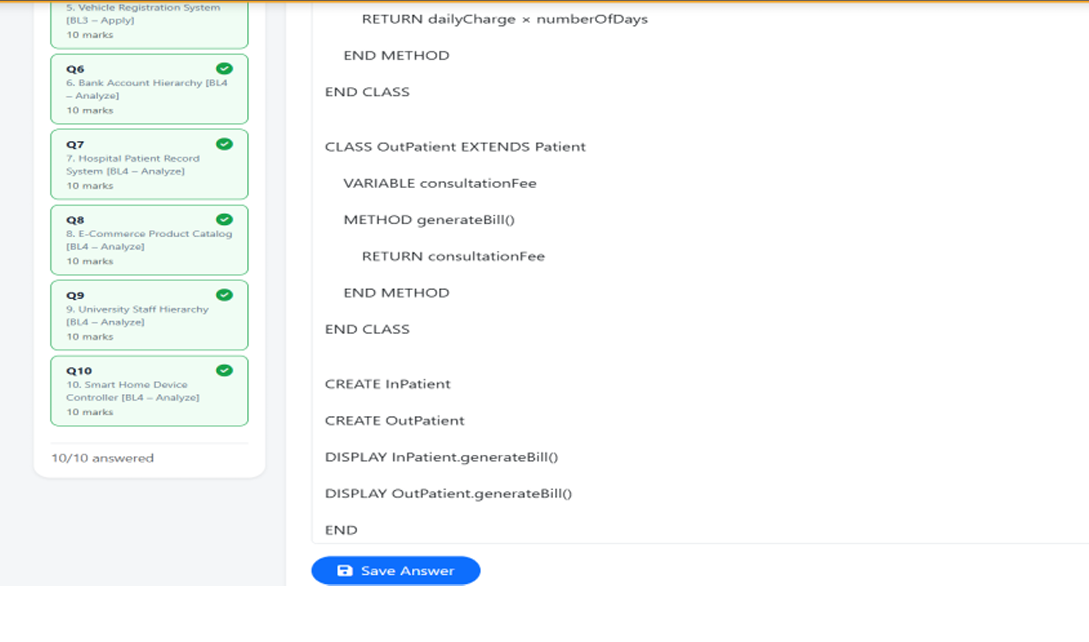 5. Vehicle Registration System
[BL3 – Apply]
10 marks
Q6
6. Bank Account Hierarchy [BL4
– Analyze]
10 marks
Q7
7. Hospital Patient Record
System [BL4 – Analyze]
10 marks
Q8
8. E-Commerce Product Catalog
[BL4 – Analyze]
10 marks
Q9
9. University Staff Hierarchy
[BL4 – Analyze]
10 marks
Q10
10. Smart Home Device
Controller [BL4 – Analyze]
10 marks
10/10 answered
RETURN dailyCharge × numberOfDays
END METHOD
END CLASS
CLASS OutPatient EXTENDS Patient
VARIABLE consultationFee
METHOD generateBill()
RETURN consultationFee
END METHOD
END CLASS
CREATE InPatient
CREATE OutPatient
DISPLAY InPatient.generateBill()
DISPLAY OutPatient.generateBill()
END
Save Answer